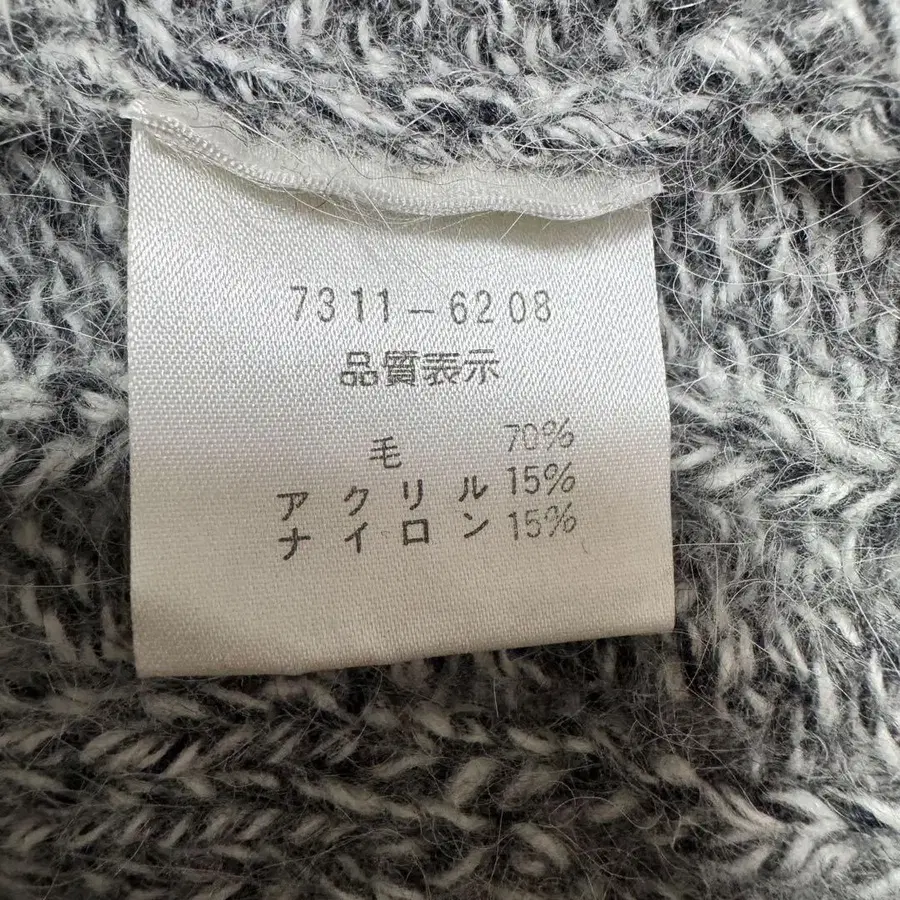 7311-6208
品質表示
毛 70%
アクリル 15%
ナイロン 15%